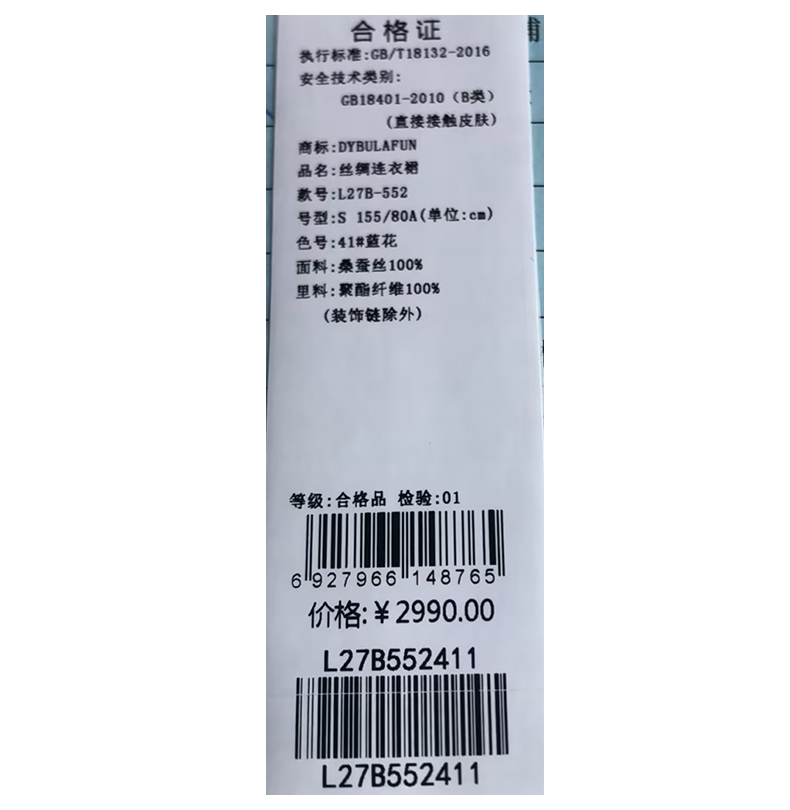 合格证
执行标准:GB/T18132-2016
安全技术类别:
GB18401-2010（B类）
(直接接触皮肤)
商标:DYBULAFUN
品名:丝绸连衣裙
款号:L27B-552
号型:S 155/80A(单位:cm)
色号:41#蓝花
面料:桑蚕丝100%
里料:聚酯纤维100%
(装饰链除外)
等级:合格品 检验:01
6 927966 148765
价格:￥2990.00
L27B552411
L27B552411